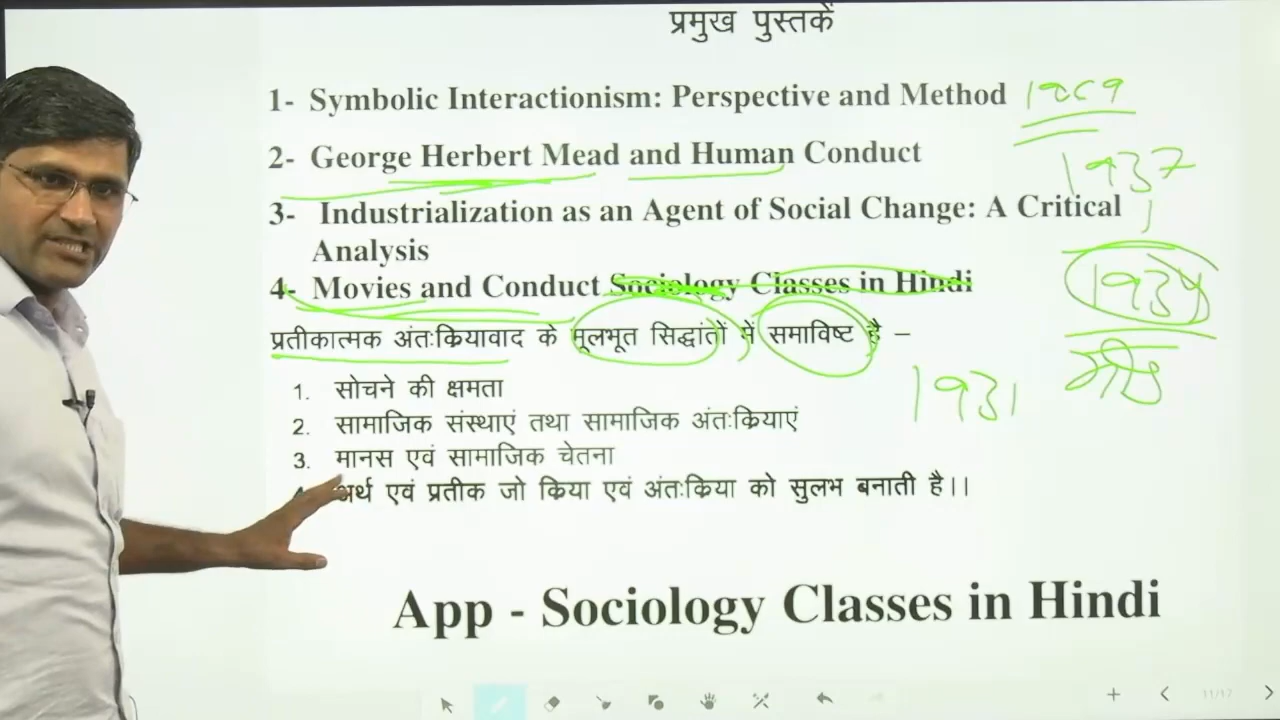 प्रमुख पुस्तकें
1- Symbolic Interactionism: Perspective and Method 1969
2- George Herbert Mead and Human Conduct
1937
3- Industrialization as an Agent of Social Change: A Critical
Analysis
4- Movies and Conduct Sociology Classes in Hindi
1934
प्रतीकात्मक अंतःक्रियावाद के मूलभूत सिद्धांतों में समाविष्ट है –
1. सोचने की क्षमता
1931
2. सामाजिक संस्थाएं तथा सामाजिक अंतःक्रियाएं
3. मानस एवं सामाजिक चेतना
अर्थ एवं प्रतीक जो क्रिया एवं अंतःक्रिया को सुलभ बनाती है।।
App - Sociology Classes in Hindi
11/17